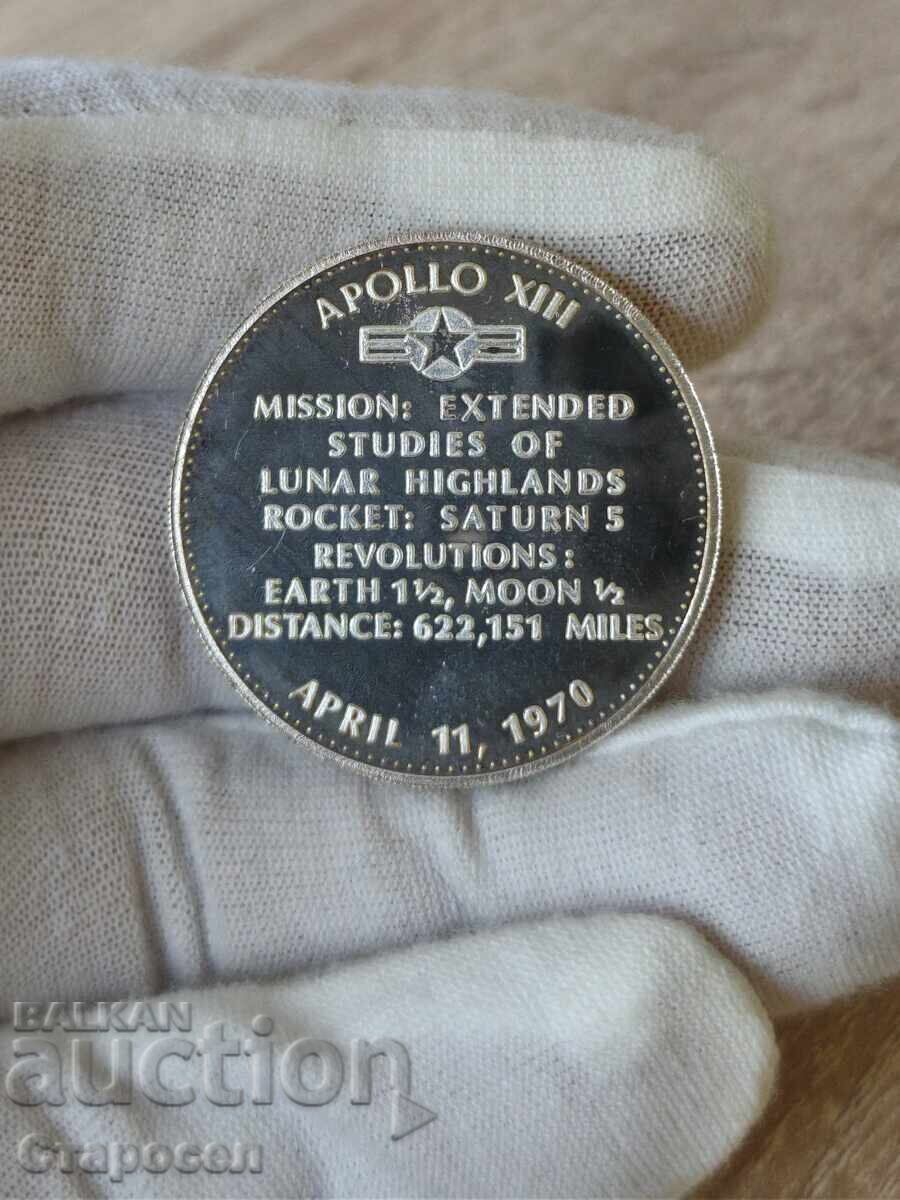 APOLLO XIII
MISSION: EXTENDED
STUDIES OF
LUNAR HIGHLANDS
ROCKET: SATURN 5
REVOLUTIONS:
EARTH 1½, MOON ½
DISTANCE: 622,151 MILES
APRIL 11, 1970
BALKAN
auction
Старосел